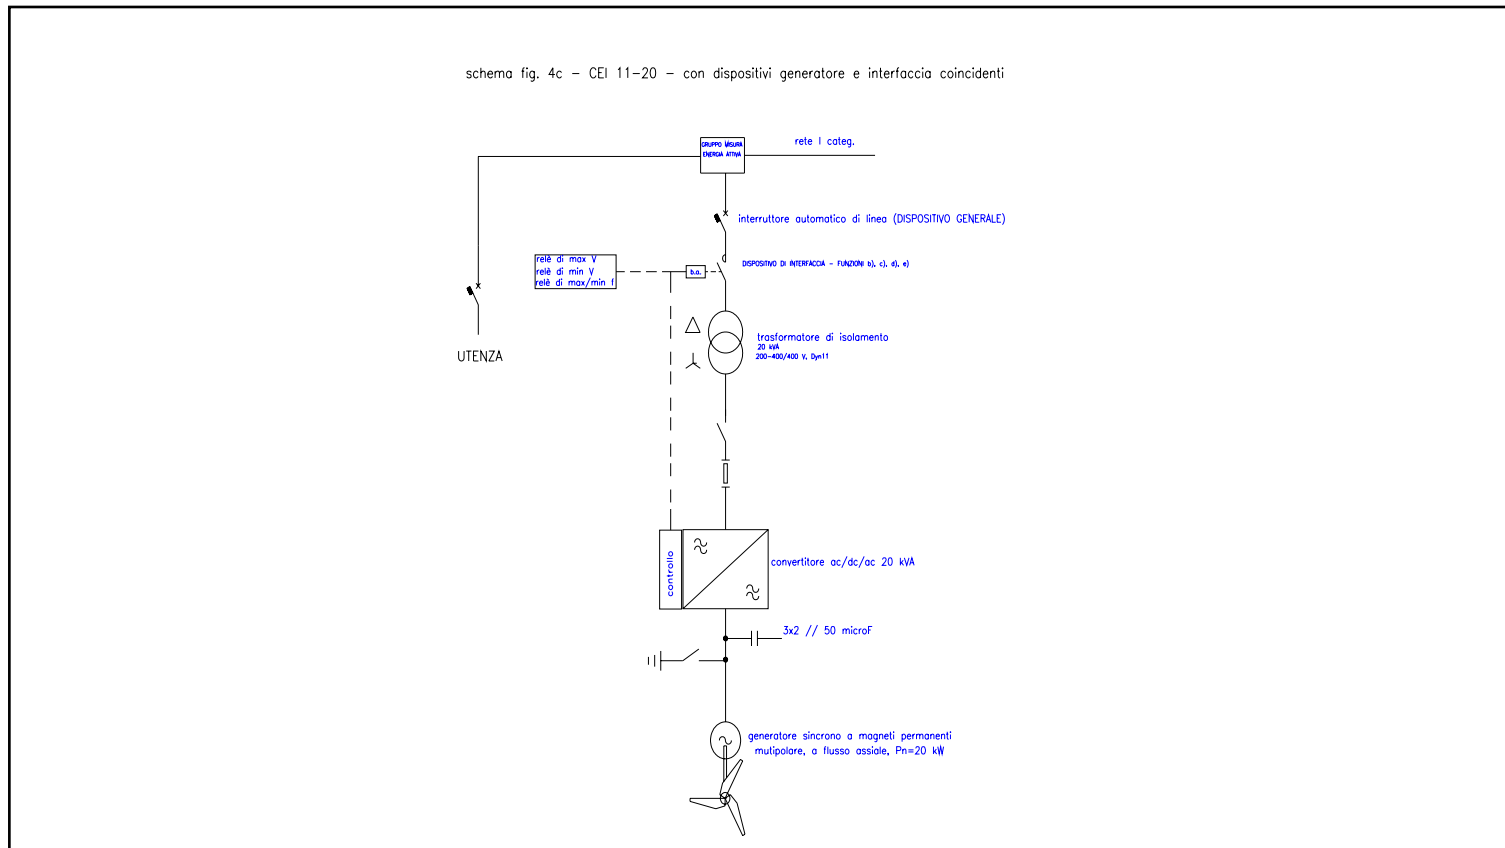 schema fig. 4c - CEI 11-20 - con dispositivi generatore e interfaccia coincidenti
GRUPPO MISURA
ENERGIA ATTIVA
rete I categ.
interruttore automatico di linea (DISPOSITIVO GENERALE)
relè di max V
relè di min V
relè di max/min f
b.a.
DISPOSITIVO DI INTERFACCIA - FUNZIONI b), c), d), e)
UTENZA
trasformatore di isolamento
20 kVA
200-400/400 V, Dyn11
controllo
convertitore ac/dc/ac 20 kVA
3x2 // 50 microF
generatore sincrono a magneti permanenti
mutipolare, a flusso assiale, Pn=20 kW